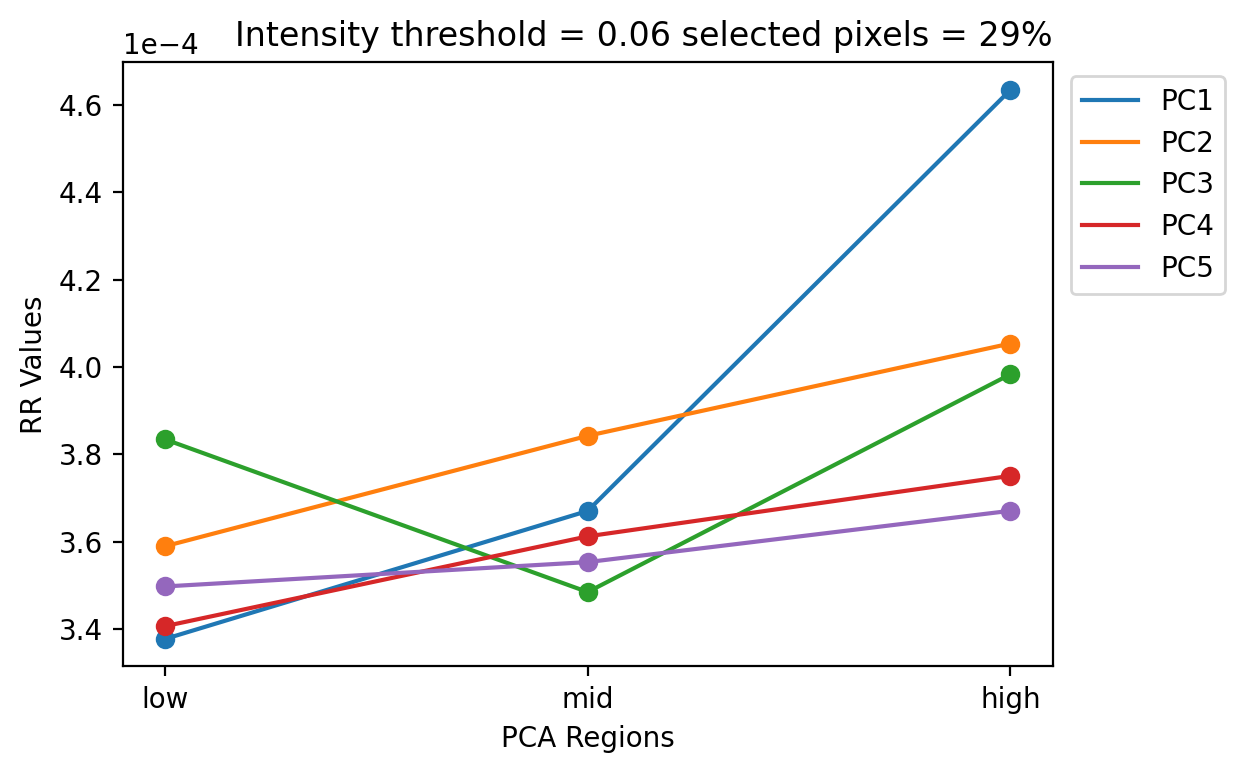 Intensity threshold = 0.06 selected pixels = 29%
1e−4
4.6
4.4
4.2
4.0
3.8
3.6
3.4
RR Values
low
mid
high
PCA Regions
PC1
PC2
PC3
PC4
PC5